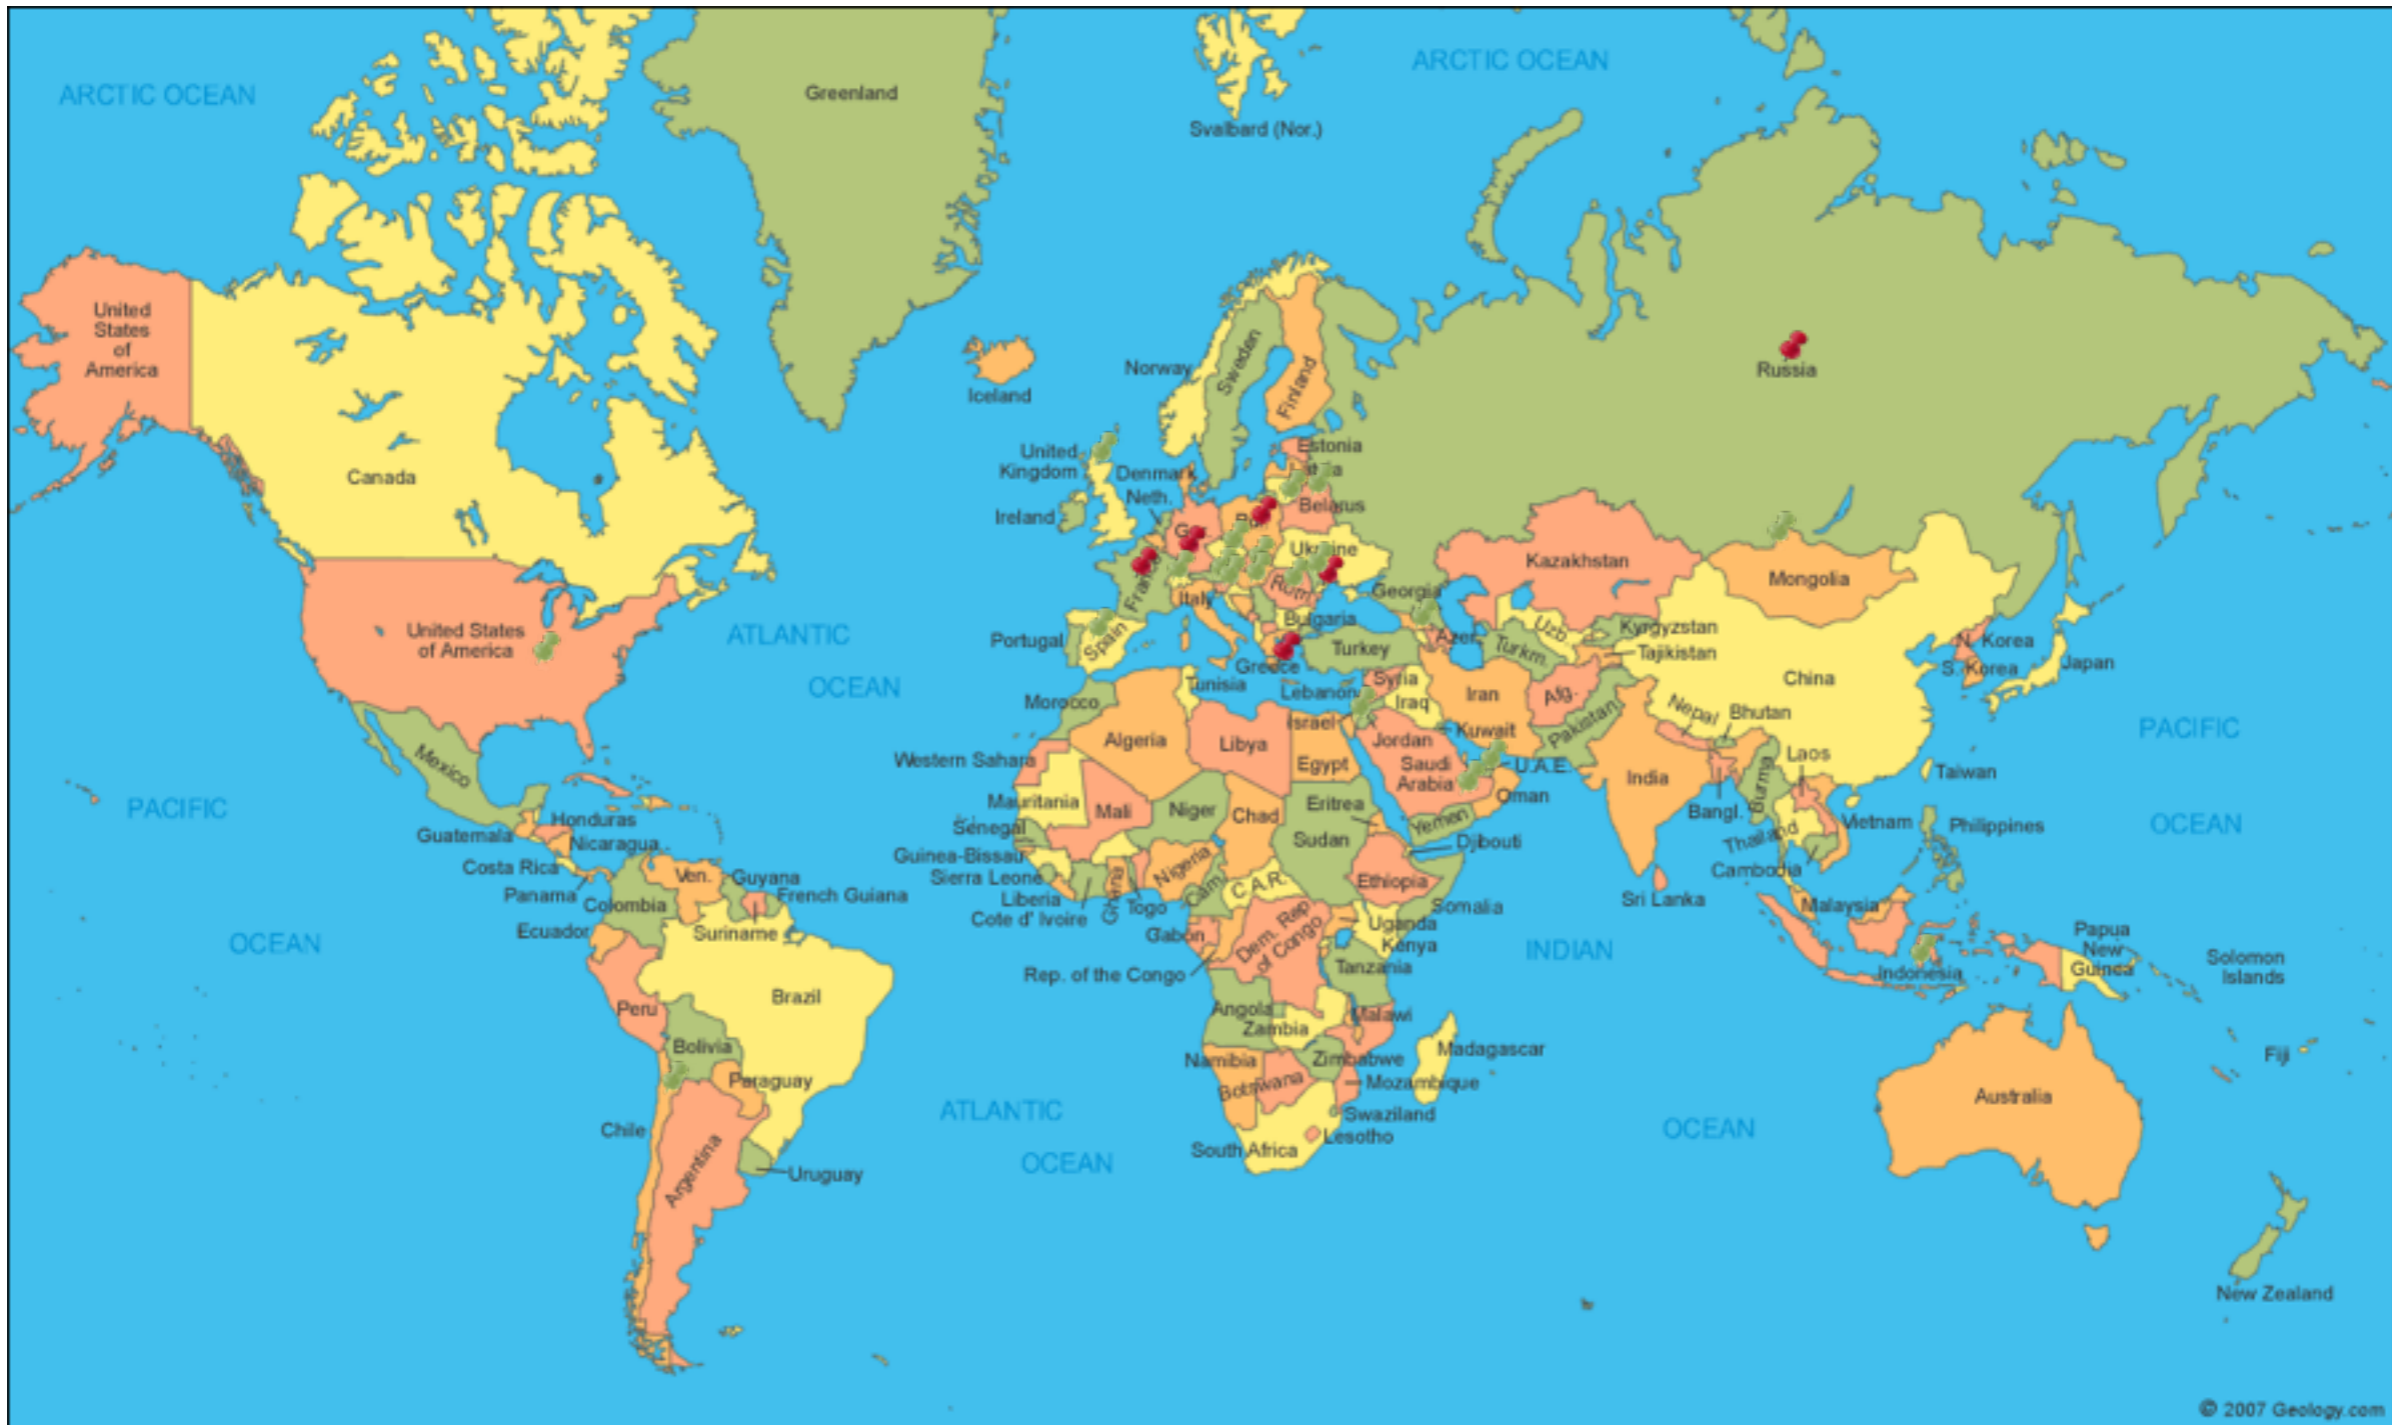 ARCTIC OCEAN
Greenland
ARCTIC OCEAN
Svalbard (Nor.)
United
States
of
America
Canada
Iceland
Norway
Sweden
Finland
Russia
United
Kingdom
Denmark
Neth.
Ireland
Estonia
Belarus
Ukraine
France
Italy
Rom.
Bulgaria
Portugal
Spain
Greece
Turkey
Georgia
Azer.
Kazakhstan
Mongolia
Uzb.
Turkm.
Kyrgyzstan
Tajikistan
N. Korea
S. Korea
Japan
China
United States
of America
ATLANTIC
OCEAN
Mexico
Morocco
Tunisia
Lebanon
Syria
Israel
Iraq
Iran
Afg.
Kuwait
Pakistan
Nepal
Bhutan
Algeria
Libya
Egypt
Jordan
Saudi
Arabia
U.A.E.
Oman
Yemen
India
Bangl.
Burma
Laos
Taiwan
PACIFIC
OCEAN
Western Sahara
Mauritania
Mali
Niger
Chad
Eritrea
Sudan
Djibouti
Thailand
Vietnam
Philippines
Cambodia
PACIFIC
OCEAN
Honduras
Guatemala
Nicaragua
Costa Rica
Panama
Ven.
Guyana
French Guiana
Colombia
Suriname
Ecuador
Senegal
Guinea-Bissau
Sierra Leone
Liberia
Cote d' Ivoire
Ghana
Togo
Nigeria
Cam.
C.A.R.
Ethiopia
Somalia
Uganda
Kenya
Gabon
Dem. Rep.
of Congo
Rep. of the Congo
Tanzania
INDIAN
OCEAN
Sri Lanka
Malaysia
Indonesia
Papua
New
Guinea
Solomon
Islands
Peru
Brazil
Bolivia
Paraguay
Chile
Argentina
Uruguay
ATLANTIC
OCEAN
Angola
Zambia
Malawi
Namibia
Zimbabwe
Botswana
Mozambique
Madagascar
Swaziland
Lesotho
South Africa
Fiji
Australia
New Zealand
© 2007 Geology.com